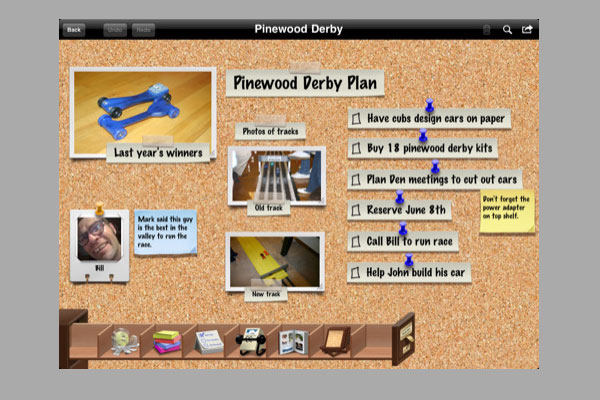 Back
Undo
Redo
Pinewood Derby
Pinewood Derby Plan
Last year's winners
Photos of tracks
Old track
New track
Mark said this guy
is the best in the
valley to run the
race.
Bill
Have cubs design cars on paper
Buy 18 pinewood derby kits
Plan Den meetings to cut out cars
Reserve June 8th
Call Bill to run race
Help John build his car
Don't forget the
power adapter
on top shelf.